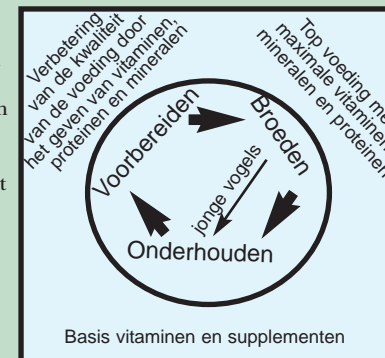 Verbetering
van de kwaliteit
van de voeding door
het geven van vitaminen,
proteinen en mineralen
Top voeding met
maximale vitaminen,
mineralen en proteinen
Voorbereiden
Broeden
jonge vogels
Onderhouden
Basis vitaminen en supplementen